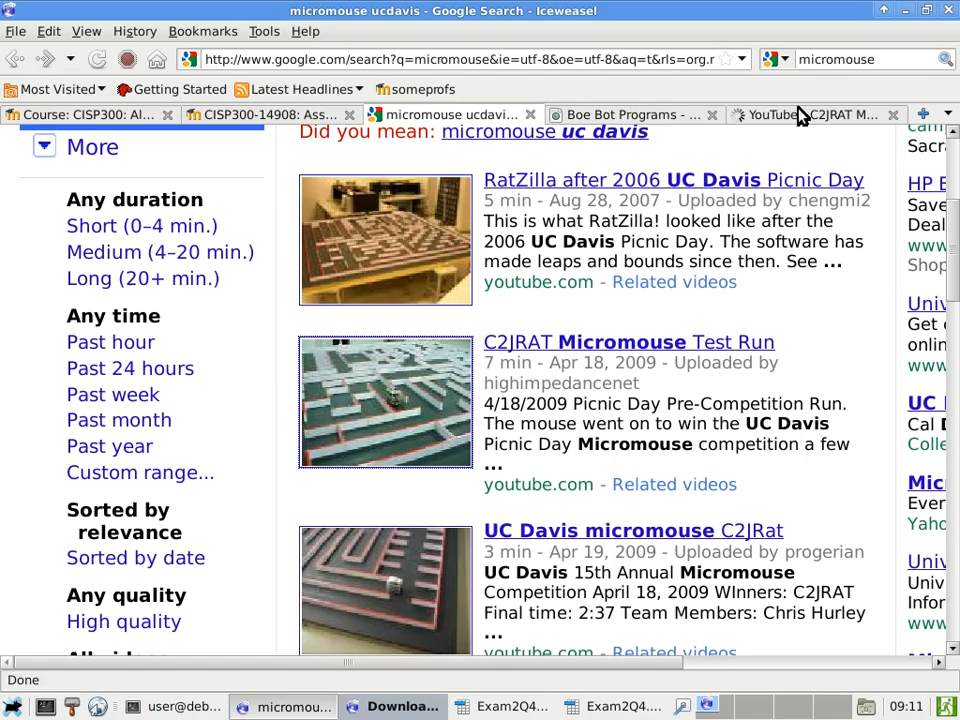 micromouse ucdavis - Google Search - Iceweasel
File Edit View History Bookmarks Tools Help
http://www.google.com/search?q=micromouse&ie=utf-8&oe=utf-8&aq=t&rls=org.r
micromouse
Most Visited
Getting Started
Latest Headlines
someprofs
Course: CISP300: Al...
CISP300-14908: Ass...
micromouse ucdavi...
Boe Bot Programs - ...
YouTube C2JRAT M...
Did you mean: micromouse uc davis
More
Any duration
Short (0–4 min.)
Medium (4–20 min.)
Long (20+ min.)
Any time
Past hour
Past 24 hours
Past week
Past month
Past year
Custom range...
Sorted by
relevance
Sorted by date
Any quality
High quality
RatZilla after 2006 UC Davis Picnic Day
5 min - Aug 28, 2007 - Uploaded by chengmi2
This is what RatZilla! looked like after the
2006 UC Davis Picnic Day. The software has
made leaps and bounds since then. See ...
youtube.com - Related videos
C2JRAT Micromouse Test Run
7 min - Apr 18, 2009 - Uploaded by
highimpedancenet
4/18/2009 Picnic Day Pre-Competition Run.
The mouse went on to win the UC Davis
Picnic Day Micromouse competition a few
...
youtube.com - Related videos
UC Davis micromouse C2JRat
3 min - Apr 19, 2009 - Uploaded by progerian
UC Davis 15th Annual Micromouse
Competition April 18, 2009 WInners: C2JRAT
Final time: 2:37 Team Members: Chris Hurley
...
youtube.com - Related videos
Sacra
HP E
Save
Deal
www
Shop
Univ
Get
onlin
www
UC
Cal
Colle
Mic
Ever
Yaho
Univ
Univ
Infor
www
Done
user@deb...
micromou...
Downloa...
Exam2Q4...
Exam2Q4....
09:11